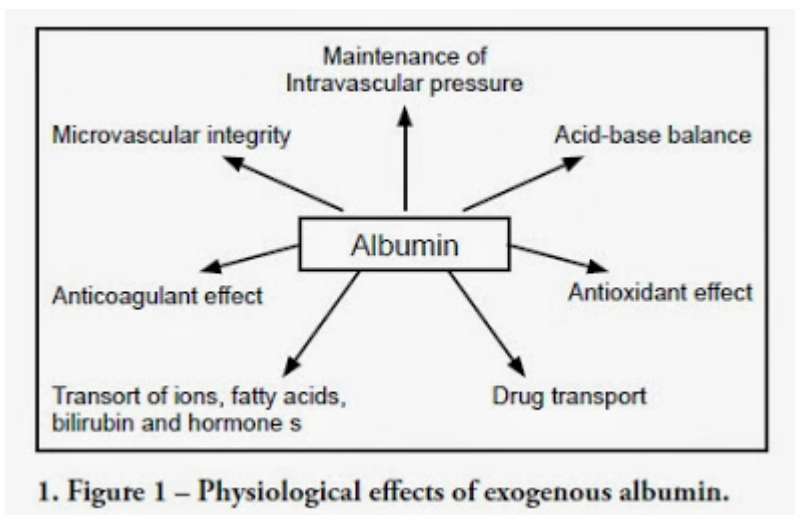 Maintenance of
Intravascular pressure
Microvascular integrity
Acid-base balance
Albumin
Anticoagulant effect
Antioxidant effect
Transort of ions, fatty acids,
bilirubin and hormone s
Drug transport
1. Figure 1 – Physiological effects of exogenous albumin.